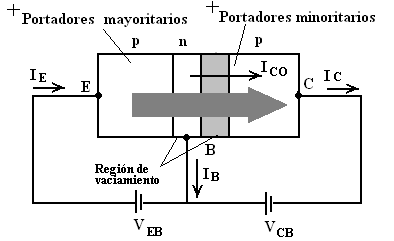 +Portadores mayoritarios
+Portadores minoritarios
p n p
I_E E I_CO C I_C
B
Región de
vaciamiento
I_B
V_EB V_CB